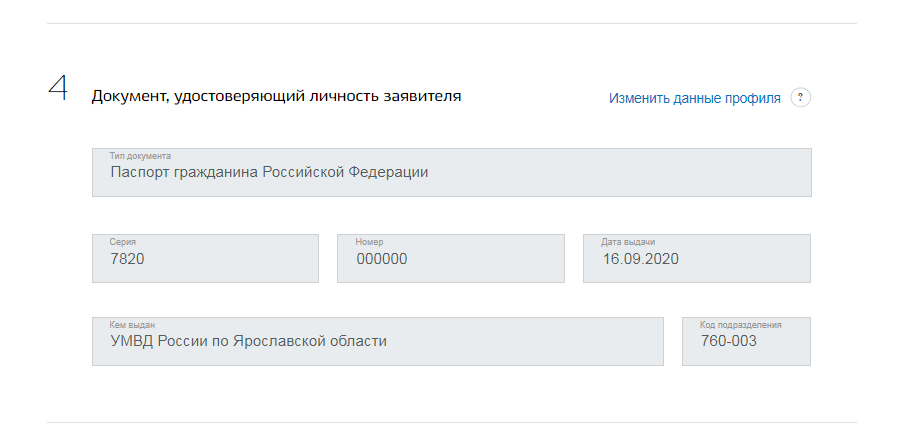 4
Документ, удостоверяющий личность заявителя
Изменить данные профиля ?
Тип документа
Паспорт гражданина Российской Федерации
Серия
7820
Номер
000000
Дата выдачи
16.09.2020
Кем выдан
УМВД России по Ярославской области
Код подразделения
760-003